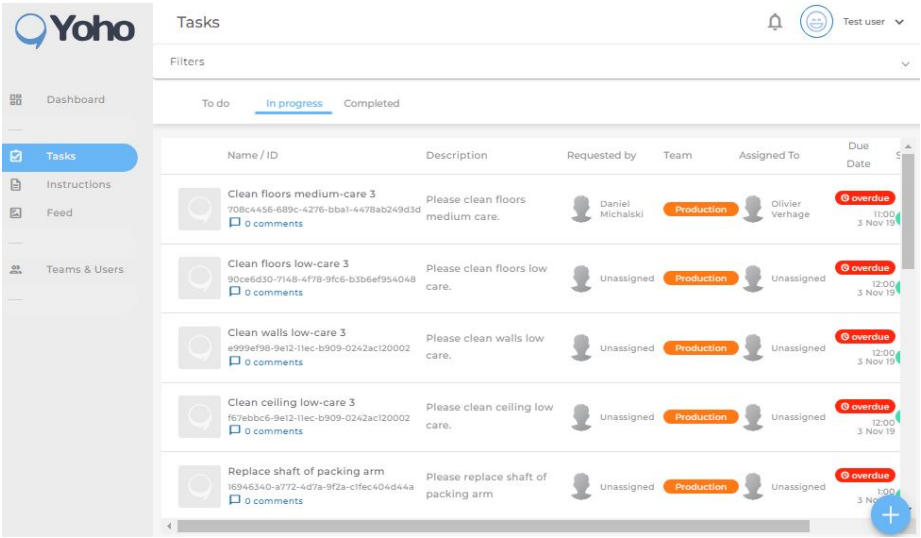 Yoho
Tasks
Test user
Filters
Dashboard
To do
In progress
Completed
Tasks
Instructions
Feed
Teams & Users
Name / ID
Description
Requested by
Team
Assigned To
Due
Date
Clean floors medium-care 3
708c4456-689c-4276-bba1-4478ab249d3d
0 comments
Please clean floors
medium care.
Daniel
Michalski
Production
Olivier
Verhage
overdue
11:00
3 Nov 19
Clean floors low-care 3
90ce6d30-7148-4f78-9fc6-b3b6ef954048
0 comments
Please clean floors low
care.
Unassigned
Production
Unassigned
overdue
12:00
3 Nov 19
Clean walls low-care 3
e999ef98-9e12-11ec-b909-0242ac120002
0 comments
Please clean walls low
care.
Unassigned
Production
Unassigned
overdue
12:00
3 Nov 19
Clean ceiling low-care 3
f67ebbc6-9e12-11ec-b909-0242ac120002
0 comments
Please clean ceiling low
care.
Unassigned
Production
Unassigned
overdue
12:00
3 Nov 19
Replace shaft of packing arm
16946340-a772-4d7a-9f2a-c1fec404d44a
0 comments
Please replace shaft of
packing arm
Unassigned
Production
Unassigned
overdue
1:00